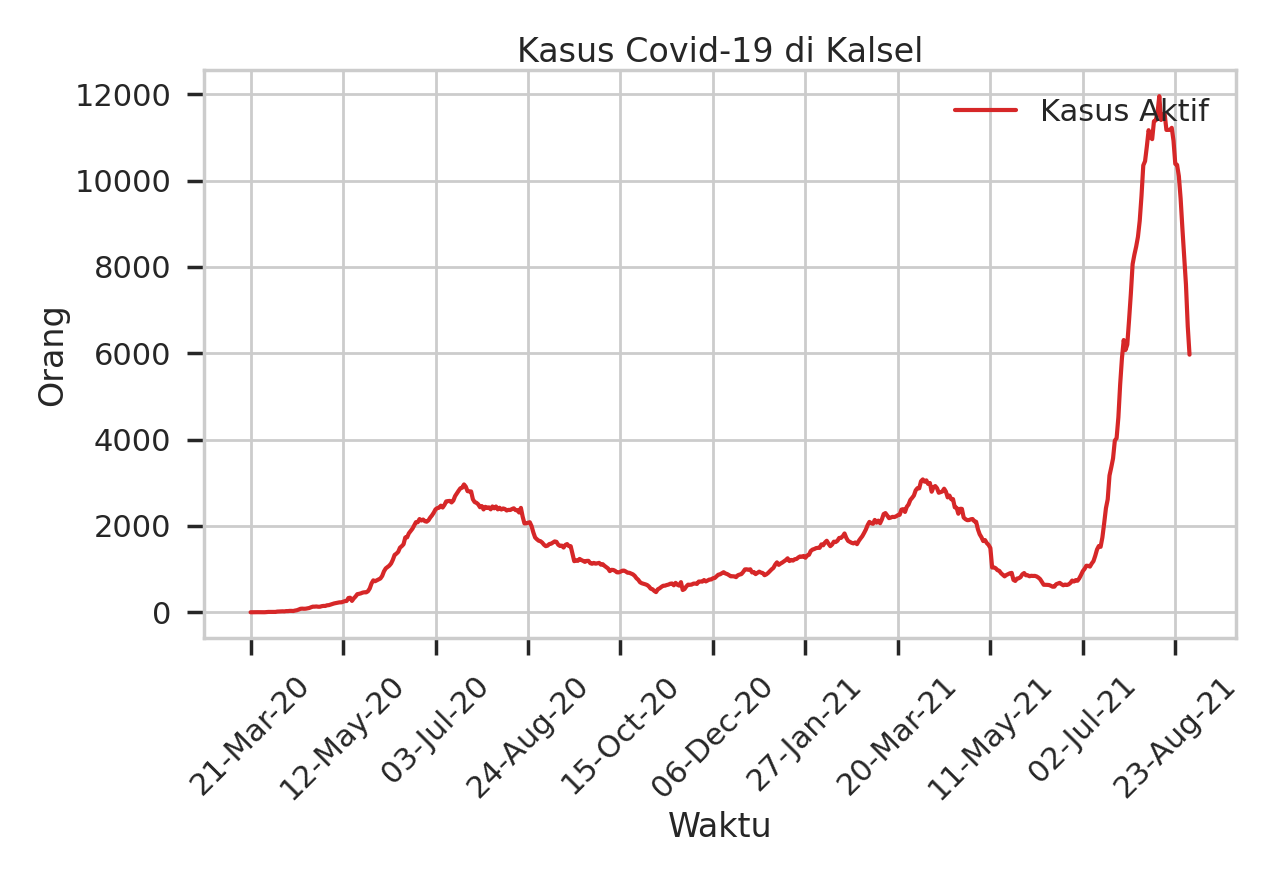 Kasus Covid-19 di Kalsel
Kasus Aktif
Orang
12000
10000
8000
6000
4000
2000
0
21-Mar-20
12-May-20
03-Jul-20
24-Aug-20
15-Oct-20
06-Dec-20
27-Jan-21
20-Mar-21
11-May-21
02-Jul-21
23-Aug-21
Waktu